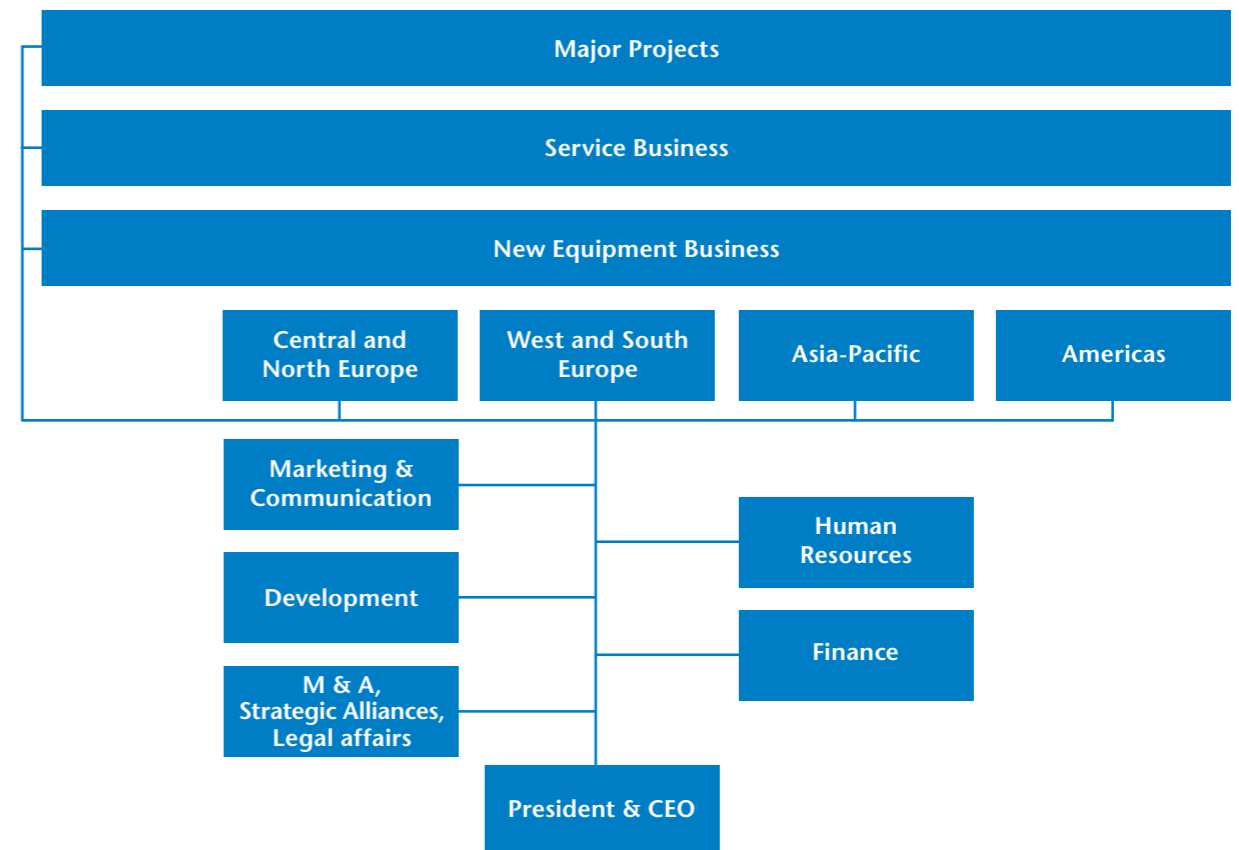 Major Projects
Service Business
New Equipment Business
Central and
North Europe
West and South
Europe
Asia-Pacific
Americas
Marketing &
Communication
Human
Resources
Development
Finance
M & A,
Strategic Alliances,
Legal affairs
President & CEO